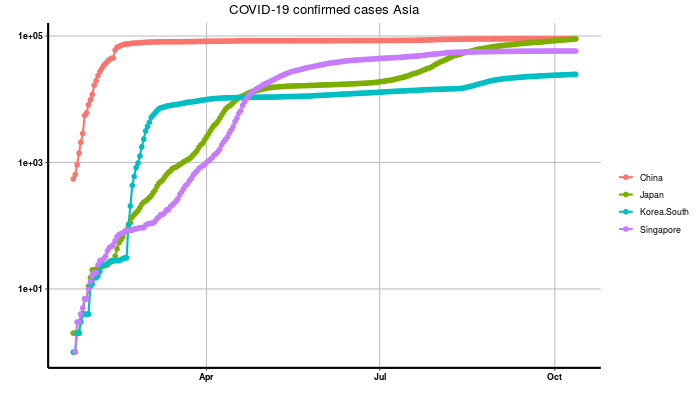 COVID-19 confirmed cases Asia
1e+05
1e+03
1e+01
Apr
Jul
Oct
China
Japan
Korea.South
Singapore